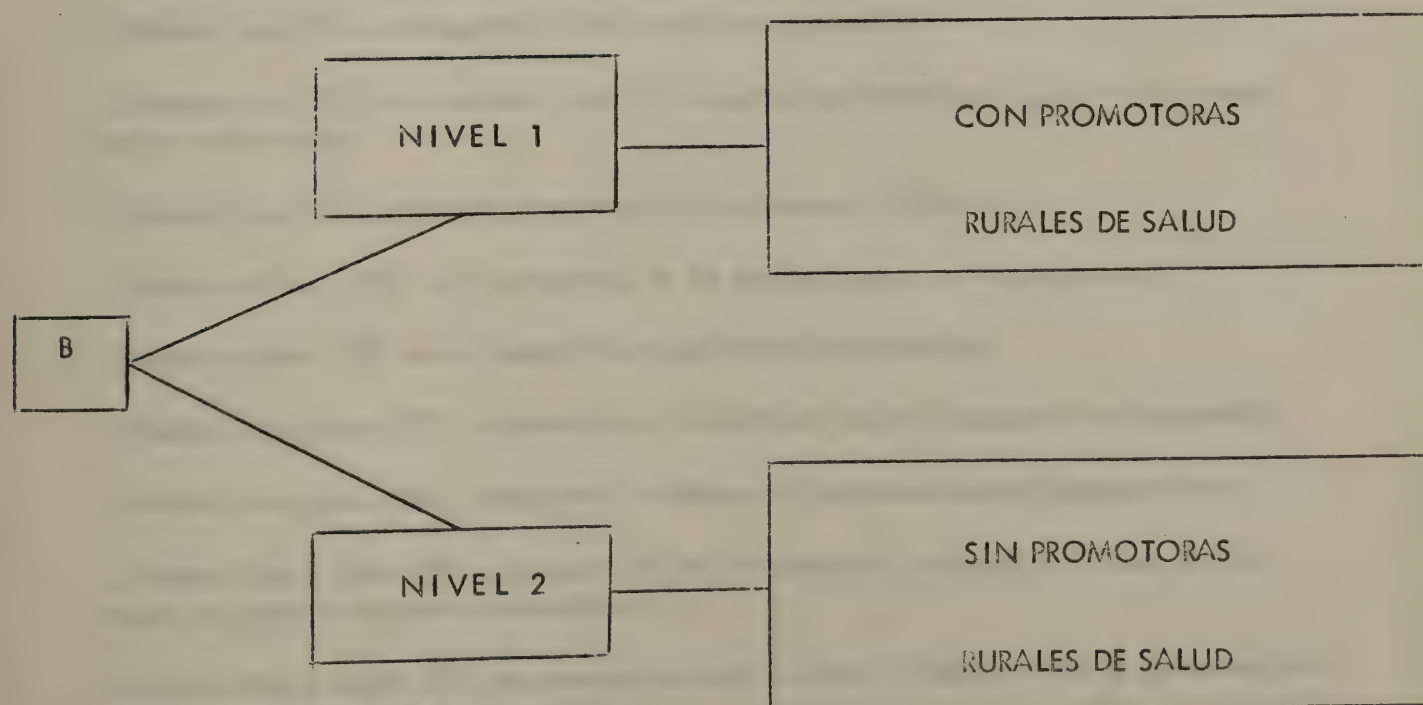 NIVEL 1
CON PROMOTORAS
RURALES DE SALUD
B
NIVEL 2
SIN PROMOTORAS
RURALES DE SALUD